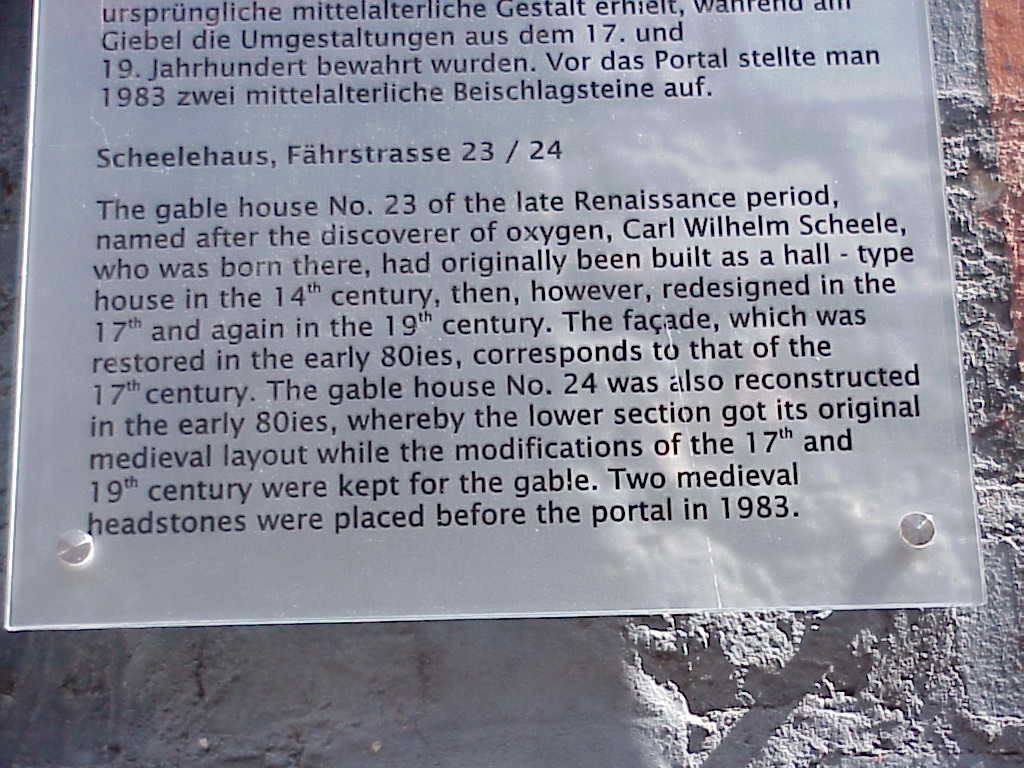 ursprüngliche mittelalterliche Gestalt erhielt, während am
Giebel die Umgestaltungen aus dem 17. und
19. Jahrhundert bewahrt wurden. Vor das Portal stellte man
1983 zwei mittelalterliche Beischlagsteine auf.
Scheelehaus, Fährstrasse 23 / 24
The gable house No. 23 of the late Renaissance period,
named after the discoverer of oxygen, Carl Wilhelm Scheele,
who was born there, had originally been built as a hall - type
house in the 14th century, then, however, redesigned in the
17th and again in the 19th century. The façade, which was
restored in the early 80ies, corresponds to that of the
17th century. The gable house No. 24 was also reconstructed
in the early 80ies, whereby the lower section got its original
medieval layout while the modifications of the 17th and
19th century were kept for the gable. Two medieval
headstones were placed before the portal in 1983.